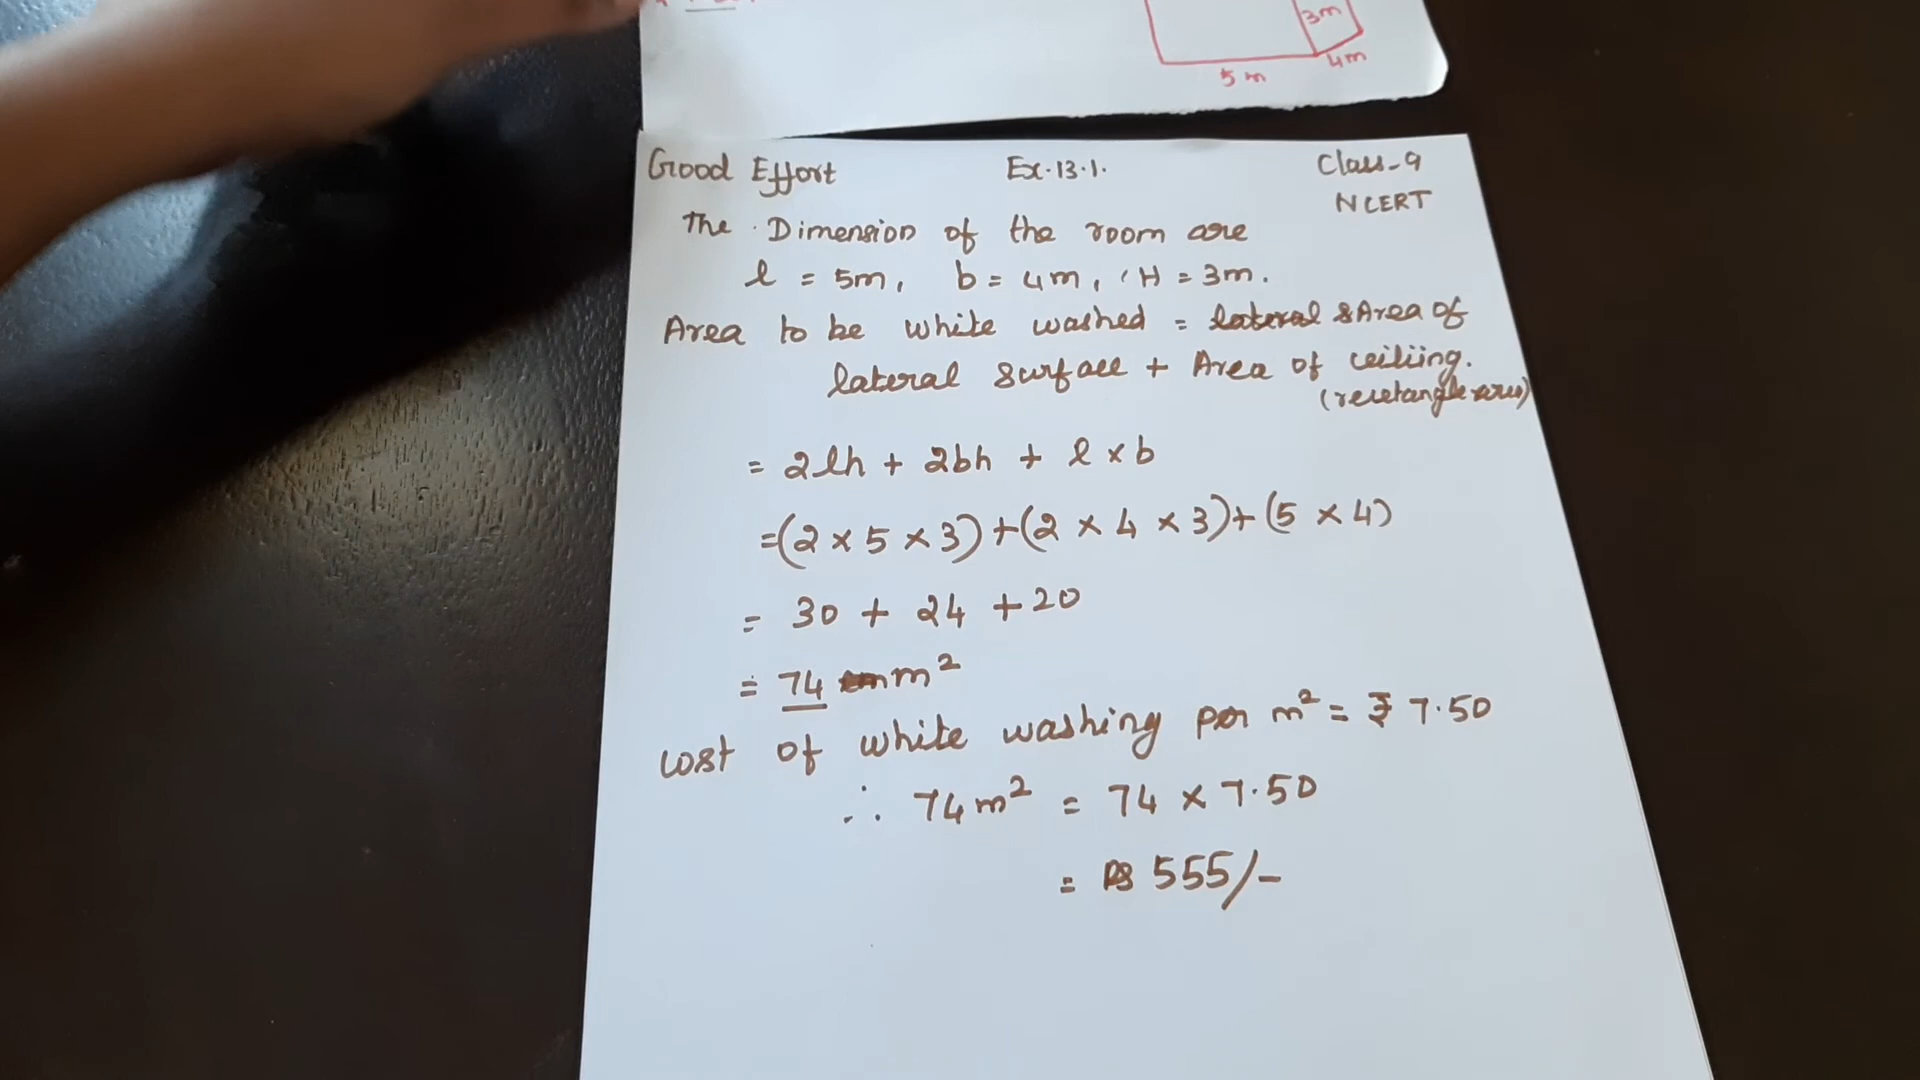 3m
4m
5 m
Good Effort Ex.13.1. Class-9
NCERT
The Dimension of the room are
l = 5m, b = 4m, H = 3m.
Area to be white washed = lateral & Area of
lateral surface + Area of ceiliing.
= 2lh + 2bh + l × b
=(2 × 5 × 3)+(2 × 4 × 3)+(5 × 4)
= 30 + 24 +20
= 74 m²
cost of white washing per m² = ₹ 7.50
∴ 74m² = 74 × 7.50
= Rs 555/-